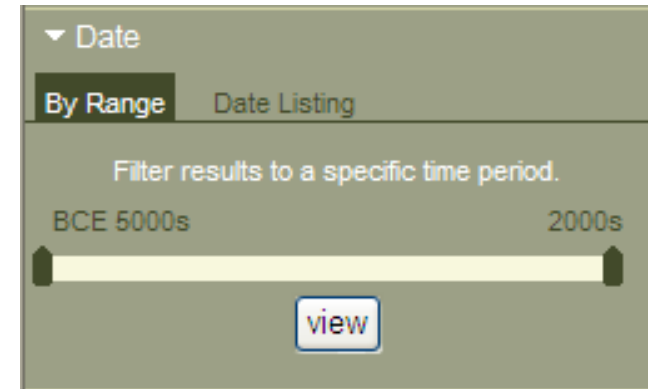 Date
By Range Date Listing
Filter results to a specific time period.
BCE 5000s 2000s
view